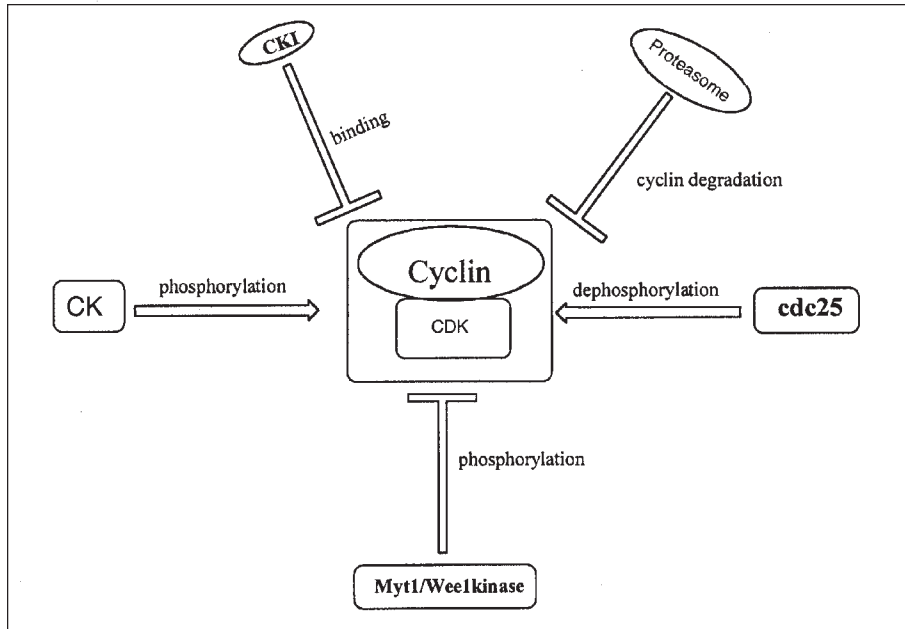 CKI
Proteasome
binding
cyclin degradation
Cyclin
phosphorylation
dephosphorylation
CK
CDK
cdc25
phosphorylation
Myt1/Wee1kinase